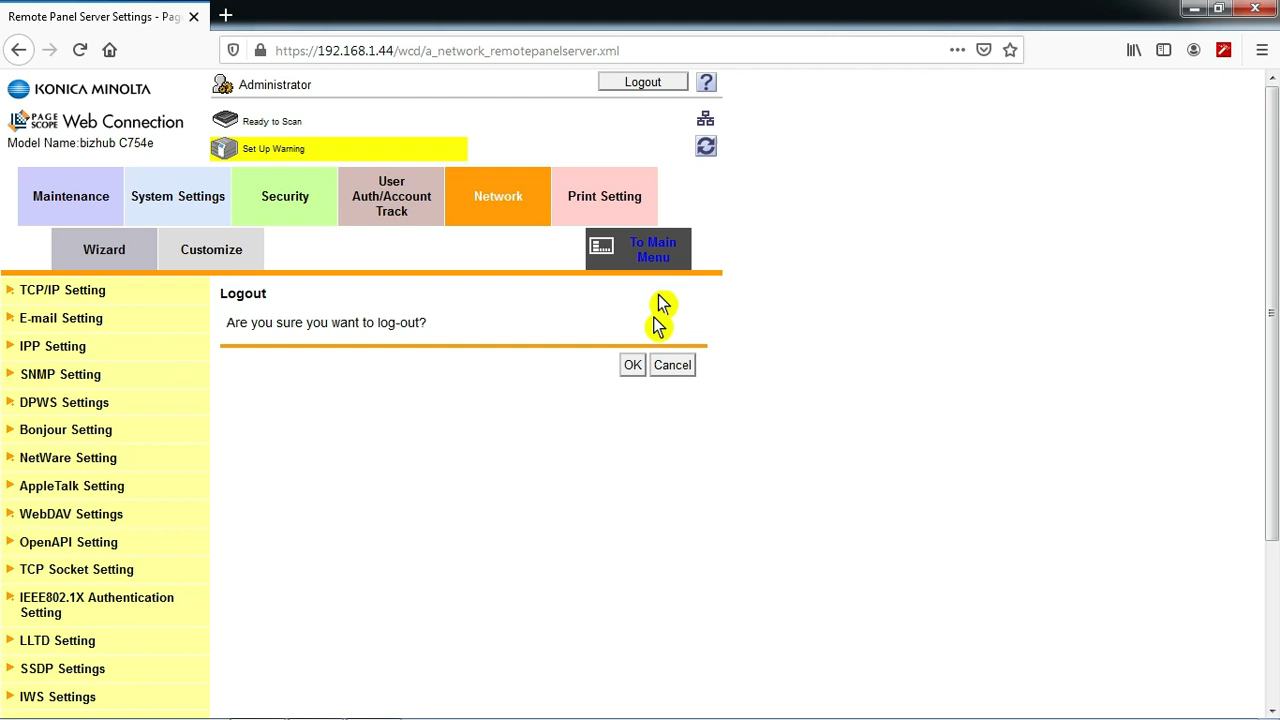 Remote Panel Server Settings - Pag
https://192.168.1.44/wcd/a_network_remotepanelserver.xml
KONICA MINOLTA
Administrator
Logout
?
PAGE SCOPE Web Connection
Ready to Scan
Model Name:bizhub C754e
Set Up Warning
Maintenance
System Settings
Security
User
Auth/Account
Track
Network
Print Setting
Wizard
Customize
To Main
Menu
TCP/IP Setting
E-mail Setting
IPP Setting
SNMP Setting
DPWS Settings
Bonjour Setting
NetWare Setting
AppleTalk Setting
WebDAV Settings
OpenAPI Setting
TCP Socket Setting
IEEE802.1X Authentication
Setting
LLTD Setting
SSDP Settings
IWS Settings
Logout
Are you sure you want to log-out?
OK
Cancel